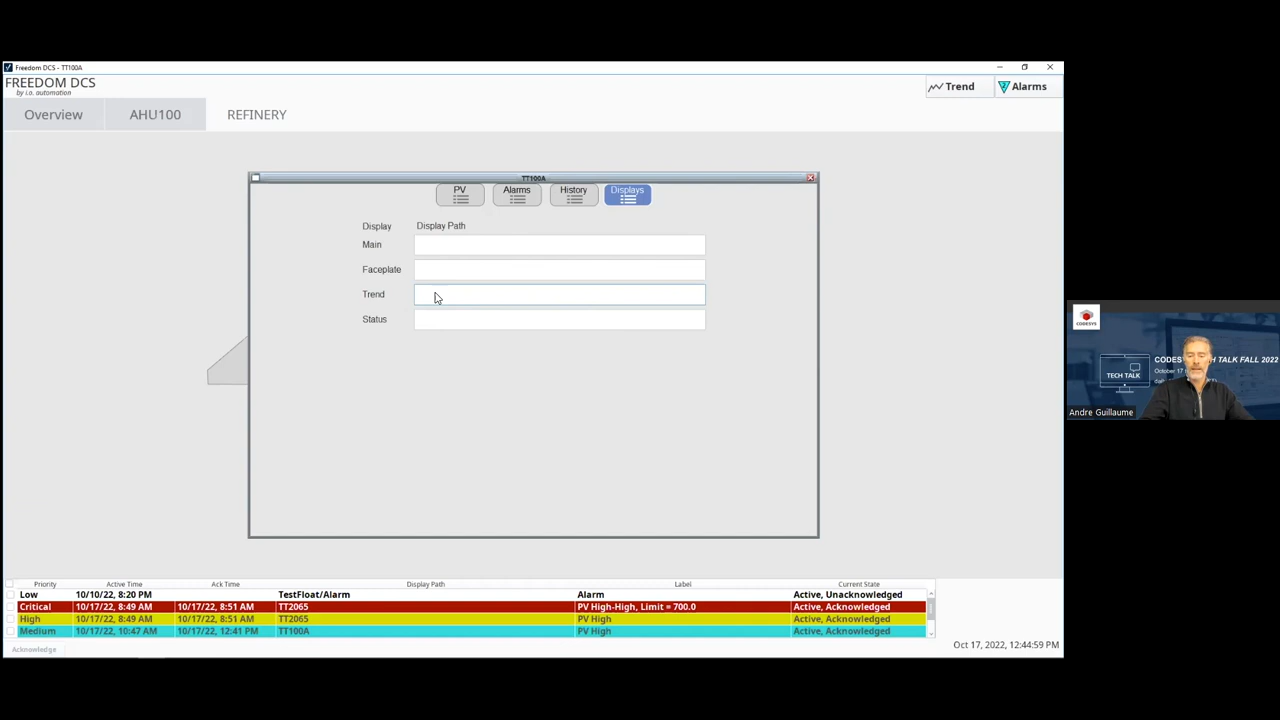 Freedom DCS - TT100A
FREEDOM DCS
by i.o. automation
Trend
Alarms
Overview
AHU100
REFINERY
TT100A
PV
Alarms
History
Displays
Display
Display Path
Main
Faceplate
Trend
Status
CODESYS
TECH TALK
CODES
H TALK FALL 2022
October 17
Andre Guillaume
Priority Active Time Ack Time Display Path Label Current State
Low 10/10/22, 8:20 PM TestFloat/Alarm Alarm Active, Unacknowledged
Critical 10/17/22, 8:49 AM 10/17/22, 8:51 AM TT2065 PV High-High, Limit = 700.0 Active, Acknowledged
High 10/17/22, 8:49 AM 10/17/22, 8:51 AM TT2065 PV High Active, Acknowledged
Medium 10/17/22, 10:47 AM 10/17/22, 12:41 PM TT100A PV High Active, Acknowledged
Acknowledge
Oct 17, 2022, 12:44:59 PM